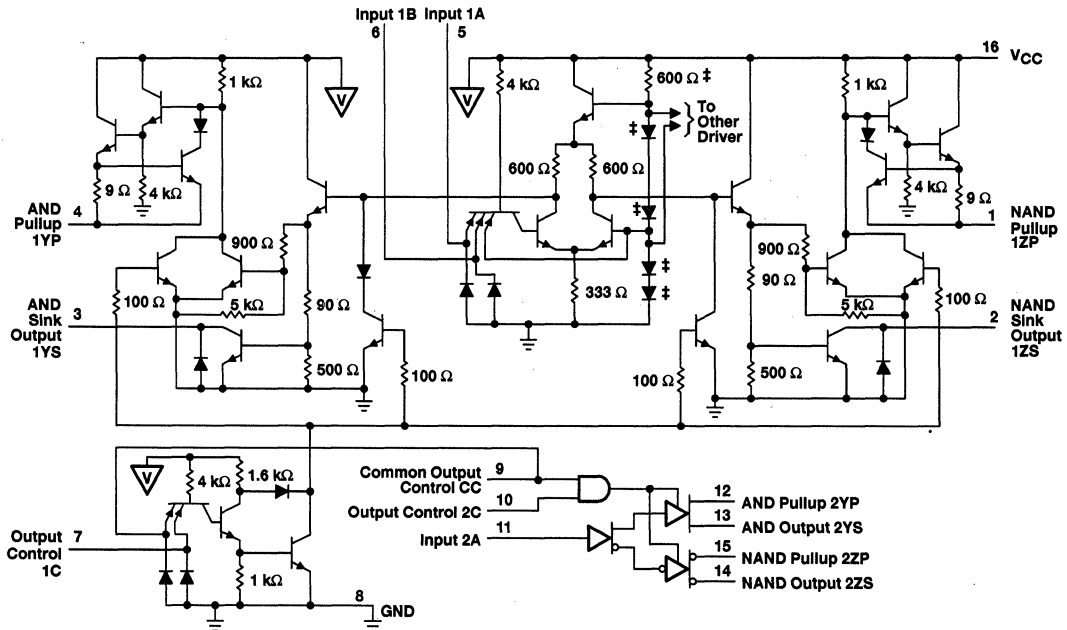 Input 1B Input 1A
6 5
16 VCC
1 kΩ
V
V
4 kΩ
600 Ω ‡
To
Other
Driver
‡
1 kΩ
600 Ω 600 Ω
9 Ω 4 kΩ
4 kΩ 9 Ω
AND
Pullup
1YP
4
1 NAND
Pullup
1ZP
‡
900 Ω
900 Ω
‡
‡
100 Ω
5 kΩ
90 Ω
333 Ω
90 Ω
5 kΩ
100 Ω
AND
Sink
Output
1YS
3
2 NAND
Sink
Output
1ZS
500 Ω
100 Ω
100 Ω
500 Ω
V
4 kΩ
1.6 kΩ
Output
Control
1C
7
1 kΩ
8
GND
Common Output
Control CC
9
Output Control 2C
10
Input 2A
11
12 AND Pullup 2YP
13 AND Output 2YS
15 NAND Pullup 2ZP
14 NAND Output 2ZS